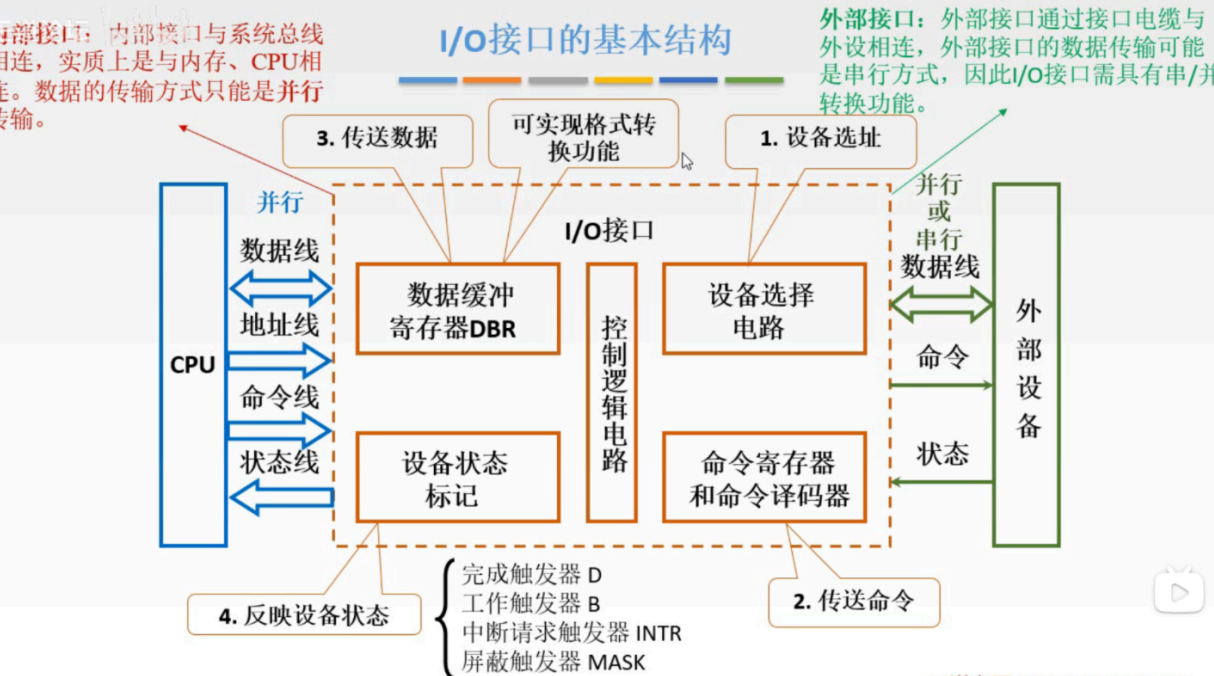 I/O接口的基本结构
内部接口：内部接口与系统总线
相连，实质上是与内存、CPU相
连。数据的传输方式只能是并行
传输。
外部接口：外部接口通过接口电缆与
外设相连，外部接口的数据传输可能
是串行方式，因此I/O接口需具有串/并
转换功能。
3. 传送数据
可实现格式转
换功能
1. 设备选址
并行
数据线
地址线
命令线
状态线
CPU
I/O接口
数据缓冲
寄存器DBR
控制逻辑电路
设备选择
电路
设备状态
标记
命令寄存器
和命令译码器
并行
或
串行
数据线
命令
状态
外部设备
4. 反映设备状态
完成触发器 D
工作触发器 B
中断请求触发器 INTR
屏蔽触发器 MASK
2. 传送命令